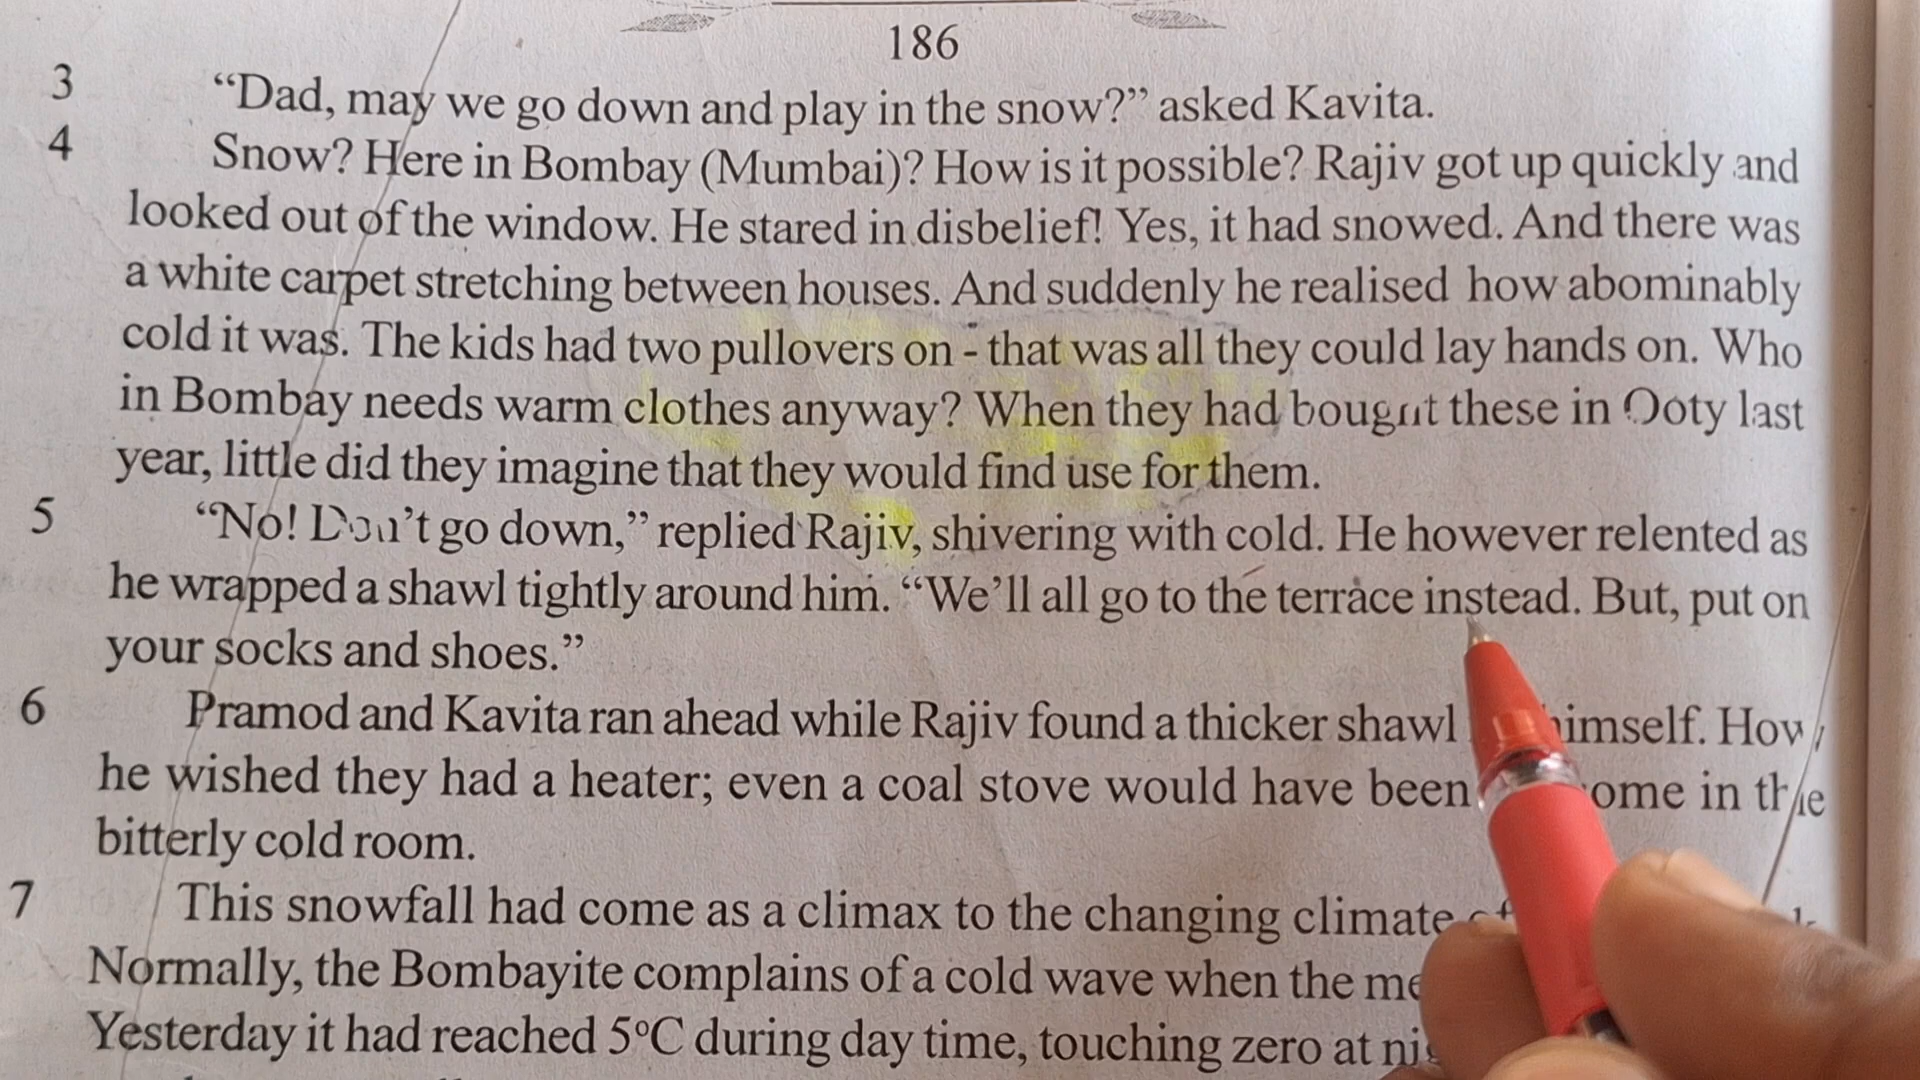 186
3 “Dad, may we go down and play in the snow?” asked Kavita.
4 Snow? Here in Bombay (Mumbai)? How is it possible? Rajiv got up quickly and
looked out of the window. He stared in disbelief! Yes, it had snowed. And there was
a white carpet stretching between houses. And suddenly he realised how abominably
cold it was. The kids had two pullovers on - that was all they could lay hands on. Who
in Bombay needs warm clothes anyway? When they had bought these in Ooty last
year, little did they imagine that they would find use for them.
5 “No! Don’t go down,” replied Rajiv, shivering with cold. He however relented as
he wrapped a shawl tightly around him. “We’ll all go to the terrace instead. But, put on
your socks and shoes.”
6 Pramod and Kavita ran ahead while Rajiv found a thicker shawl himself. How
he wished they had a heater; even a coal stove would have been in the
bitterly cold room.
7 This snowfall had come as a climax to the changing climate
Normally, the Bombayite complains of a cold wave when the
Yesterday it had reached 5°C during day time, touching zero at